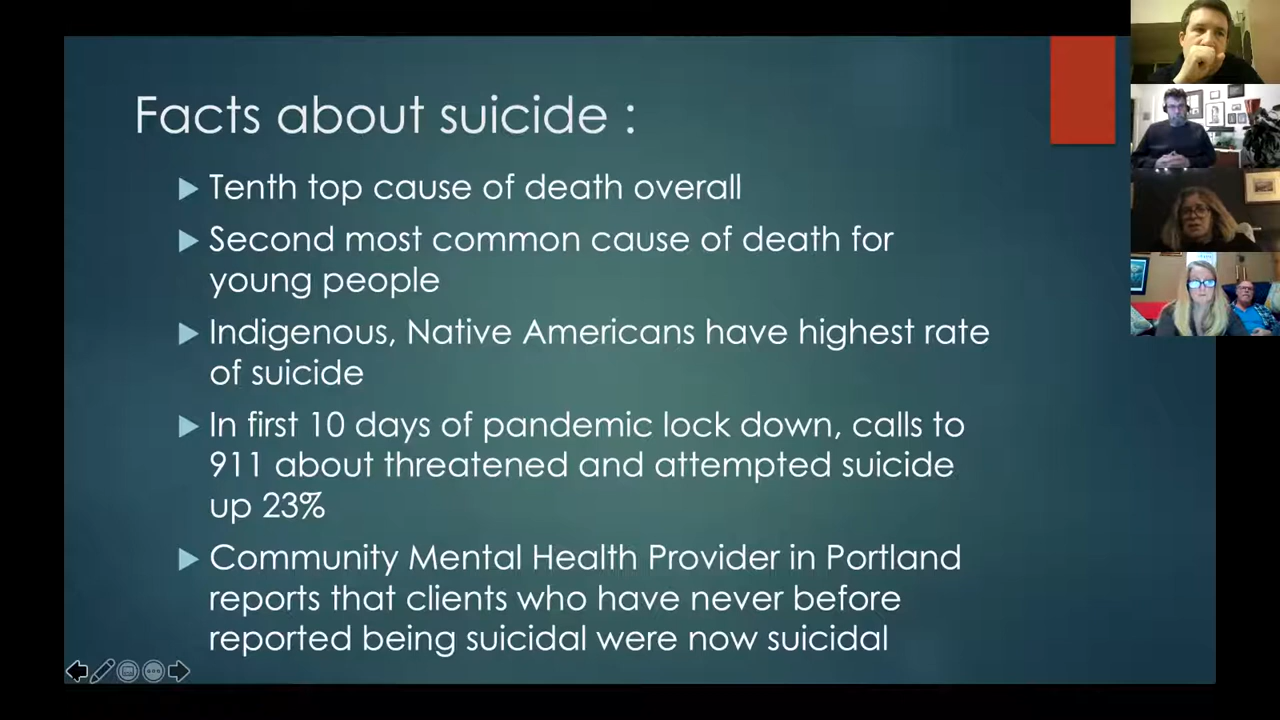 Facts about suicide :
Tenth top cause of death overall
Second most common cause of death for
young people
Indigenous, Native Americans have highest rate
of suicide
In first 10 days of pandemic lock down, calls to
911 about threatened and attempted suicide
up 23%
Community Mental Health Provider in Portland
reports that clients who have never before
reported being suicidal were now suicidal